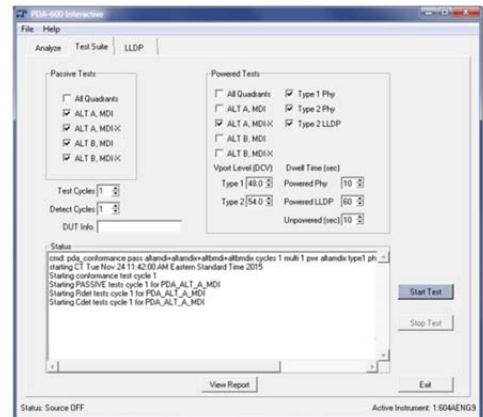 PDA-600 Interactive
File Help
Analyze Test Suite LLDP
Passive Tests
All Quadrants
ALT A, MDI
ALT A, MDI-X
ALT B, MDI
ALT B, MDI-X
Test Cycles 1
Detect Cycles 1
DUT Info.
Powered Tests
All Quadrants
ALT A, MDI
ALT A, MDI-X
ALT B, MDI
ALT B, MDI-X
Type 1 Phy
Type 2 Phy
Type 2 LLDP
Vport Level (DCV)
Type 1 48.0
Type 2 54.0
Dwell Time (sec)
Powered Phy 10
Powered LLDP 60
Unpowered (sec) 10
Status
cmd: pda_conformance pass altamdi+altamdix+altbmdi+altbmdix cycles 1 multi 1 pwr altamdix type1 ph
starting CT Tue Nov 24 11:42:00 AM Eastern Standard Time 2015
Starting conformance test cycle 1
Starting PASSIVE tests cycle 1 for PDA_ALT_A_MDI
Starting Rdet tests cycle 1 for PDA_ALT_A_MDI
Starting Cdet tests cycle 1 for PDA_ALT_A_MDI
Start Test
Stop Test
View Report
Exit
Status: Source OFF
Active Instrument: 1:604AENG9